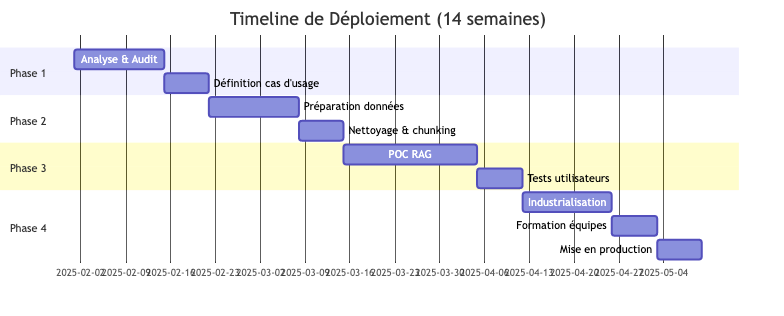 Timeline de Déploiement (14 semaines)
Phase 1
Analyse & Audit
Définition cas d'usage
Phase 2
Préparation données
Nettoyage & chunking
Phase 3
POC RAG
Tests utilisateurs
Phase 4
Industrialisation
Formation équipes
Mise en production
2025-02-02 2025-02-09 2025-02-16 2025-02-23 2025-03-02 2025-03-09 2025-03-16 2025-03-23 2025-03-30 2025-04-06 2025-04-13 2025-04-20 2025-04-27 2025-05-04